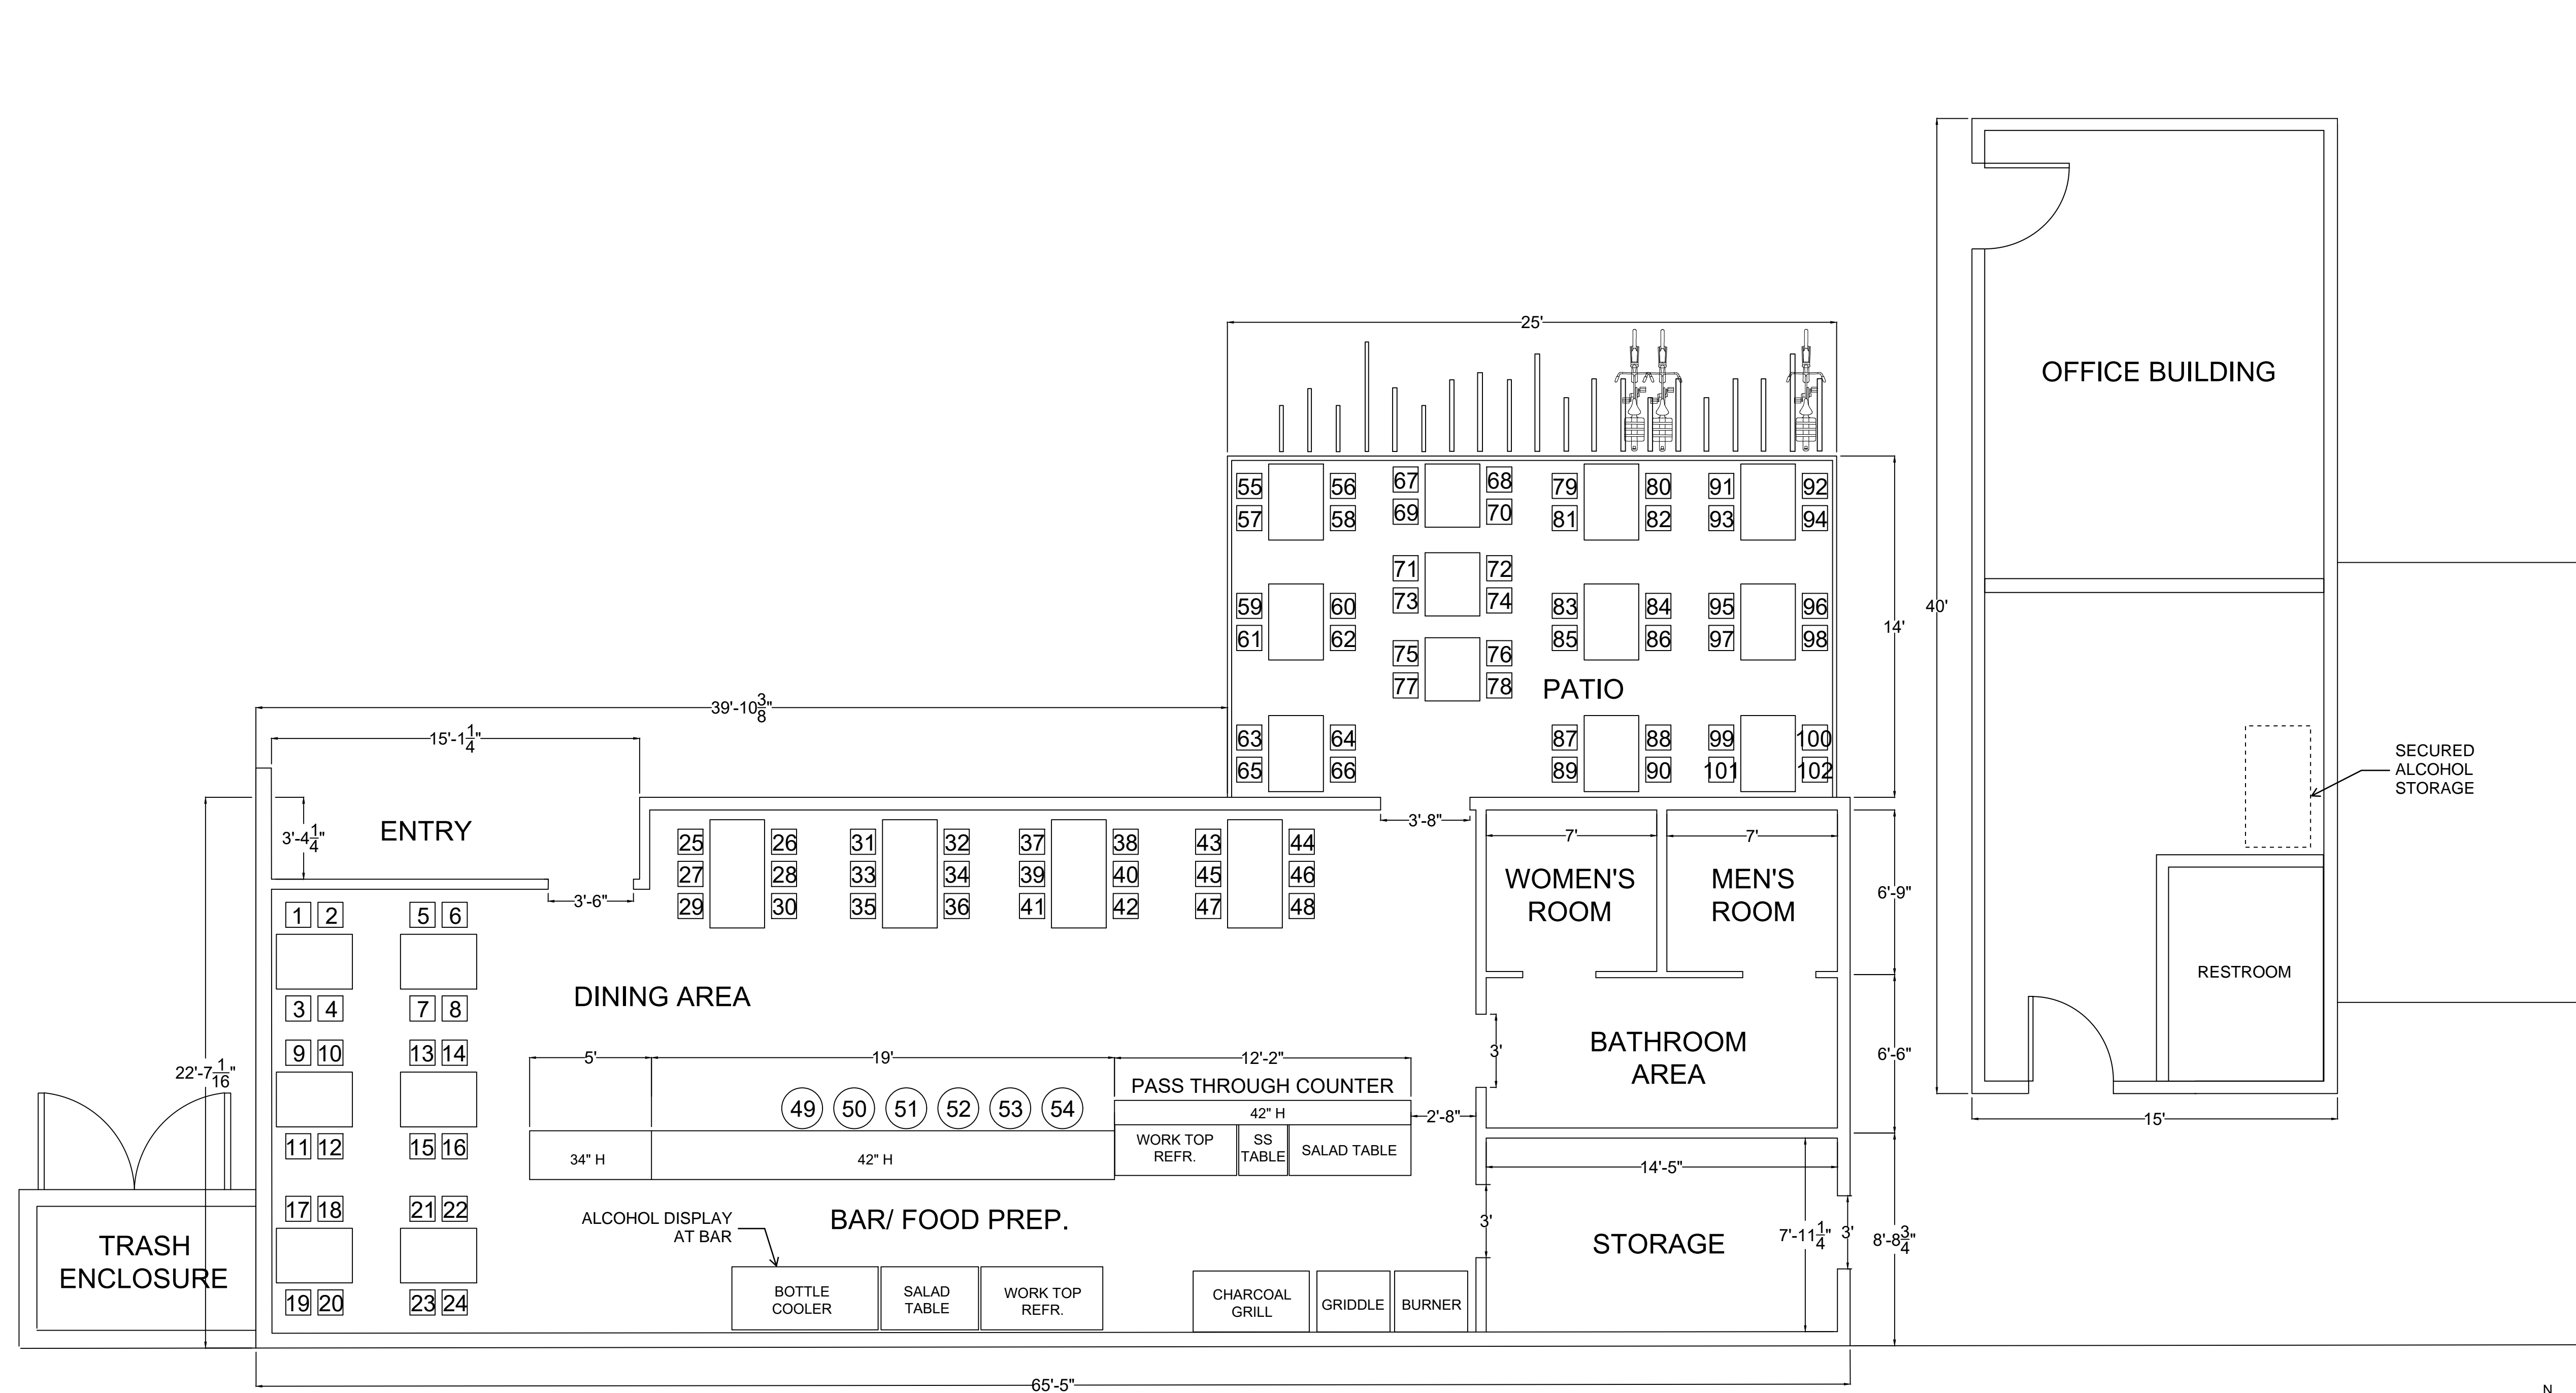 25'
OFFICE BUILDING
55 56 67 68 79 80 91 92
57 58 69 70 81 82 93 94
71 72
59 60 73 74 83 84 95 96
40'
14'
61 62 85 86 97 98
75 76
77 78
PATIO
39'-10 3/8"
15'-1 1/4"
63 64 87 88 99 100
65 66 89 90 101 102
SECURED
ALCOHOL
STORAGE
ENTRY
3'-4 1/4"
3'-8"
7'
7'
25 26 31 32 37 38 43 44
27 28 33 34 39 40 45 46
29 30 35 36 41 42 47 48
WOMEN'S
ROOM
MEN'S
ROOM
6'-9"
3'-6"
1 2 5 6
RESTROOM
DINING AREA
3 4 7 8
9 10 13 14
5'
19'
12'-2"
3'
BATHROOM
AREA
6'-6"
22'-7 1/16"
PASS THROUGH COUNTER
42" H
2'-8"
15'
49 50 51 52 53 54
11 12 15 16
34" H
42" H
WORK TOP
REFR.
SS
TABLE
SALAD TABLE
14'-5"
17 18 21 22
ALCOHOL DISPLAY
AT BAR
BAR/ FOOD PREP.
3'
STORAGE
7'-11 1/4"
3'
8'-8 3/4"
TRASH
ENCLOSURE
19 20 23 24
BOTTLE
COOLER
SALAD
TABLE
WORK TOP
REFR.
CHARCOAL
GRILL
GRIDDLE
BURNER
65'-5"
N